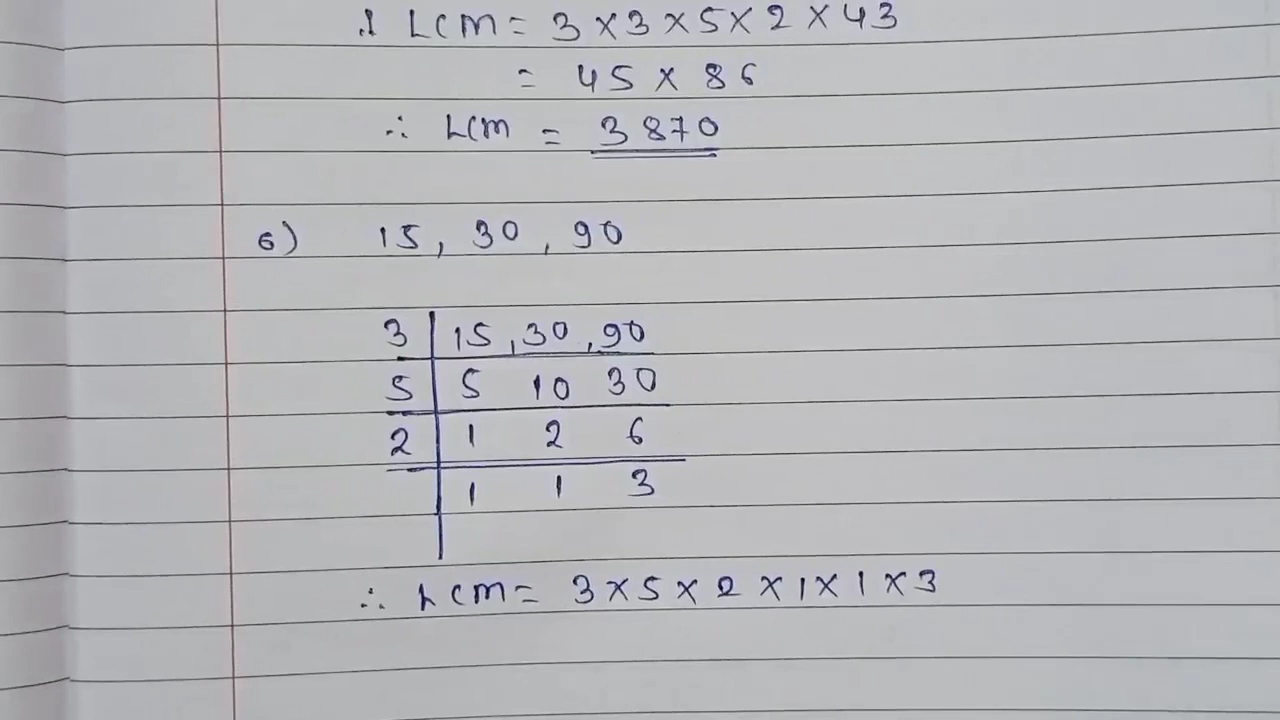 ∴ LCM = 3 × 3 × 5 × 2 × 43
= 45 × 86
∴ LCM = 3870
6) 15, 30, 90
3 | 15, 30, 90
5 | 5 10 30
2 | 1 2 6
| 1 1 3
∴ LCM = 3 × 5 × 2 × 1 × 1 × 3